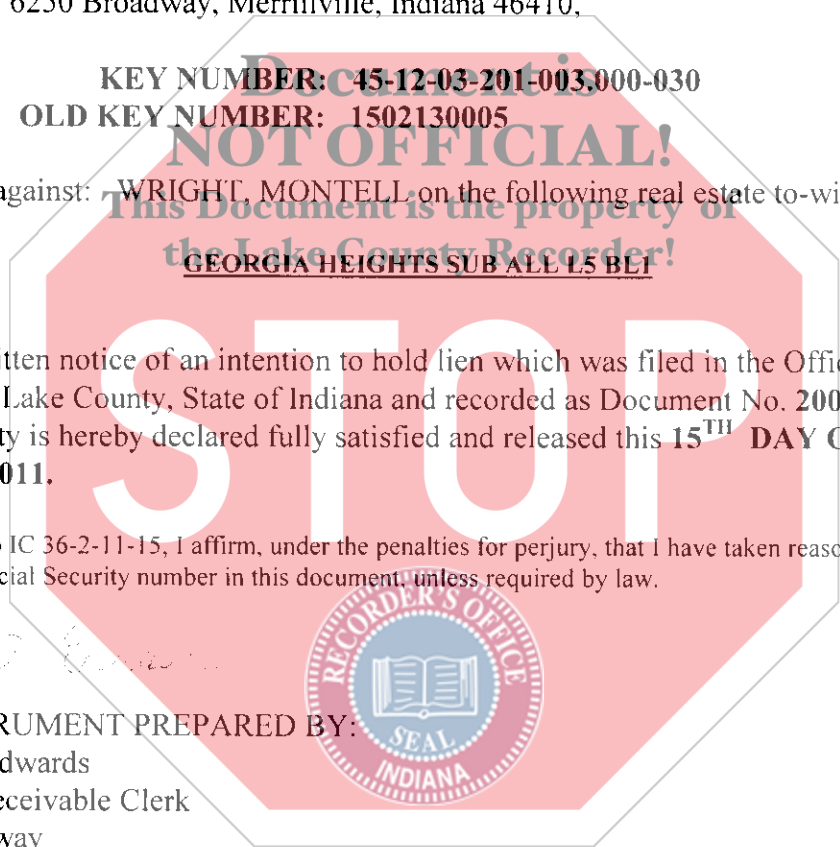 6250 Broadway, Merrillville, Indiana 46410,
Document is
KEY NUMBER: 45-12-03-201-003.000-030
OLD KEY NUMBER: 1502130005
NOT OFFICIAL!
against: WRIGHT, MONTELL on the following real estate to-wi
This Document is the property of
the Lake County Recorder!
GEORGIA HEIGHTS SUB ALL L5 BL1
STOP
itten notice of an intention to hold lien which was filed in the Offi
Lake County, State of Indiana and recorded as Document No. 200
ty is hereby declared fully satisfied and released this 15TH DAY O
011.
IC 36-2-11-15, I affirm, under the penalties for perjury, that I have taken reaso
cial Security number in this document, unless required by law.
RECORDER'S OFFICE
SEAL
INDIANA
RUMENT PREPARED BY:
dwards
eceivable Clerk
way